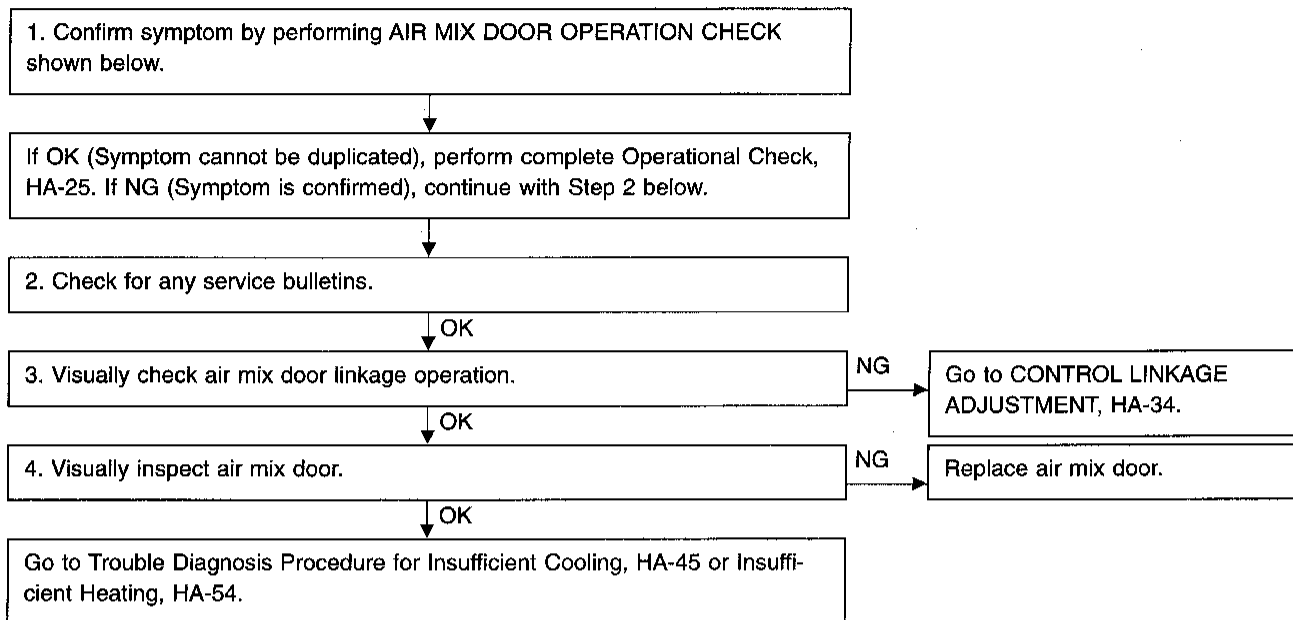 1. Confirm symptom by performing AIR MIX DOOR OPERATION CHECK
shown below.
If OK (Symptom cannot be duplicated), perform complete Operational Check,
HA-25. If NG (Symptom is confirmed), continue with Step 2 below.
2. Check for any service bulletins.
OK
3. Visually check air mix door linkage operation.
NG
Go to CONTROL LINKAGE
ADJUSTMENT, HA-34.
OK
4. Visually inspect air mix door.
NG
Replace air mix door.
OK
Go to Trouble Diagnosis Procedure for Insufficient Cooling, HA-45 or Insuffi-
cient Heating, HA-54.